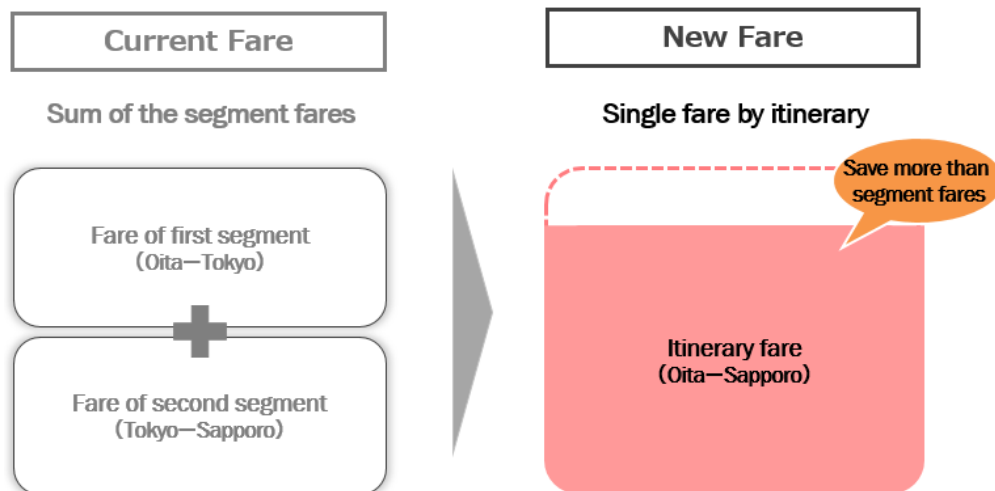 Current Fare
New Fare
Sum of the segment fares
Single fare by itinerary
Save more than
segment fares
Fare of first segment
(Oita—Tokyo)
Fare of second segment
(Tokyo—Sapporo)
Itinerary fare
(Oita—Sapporo)